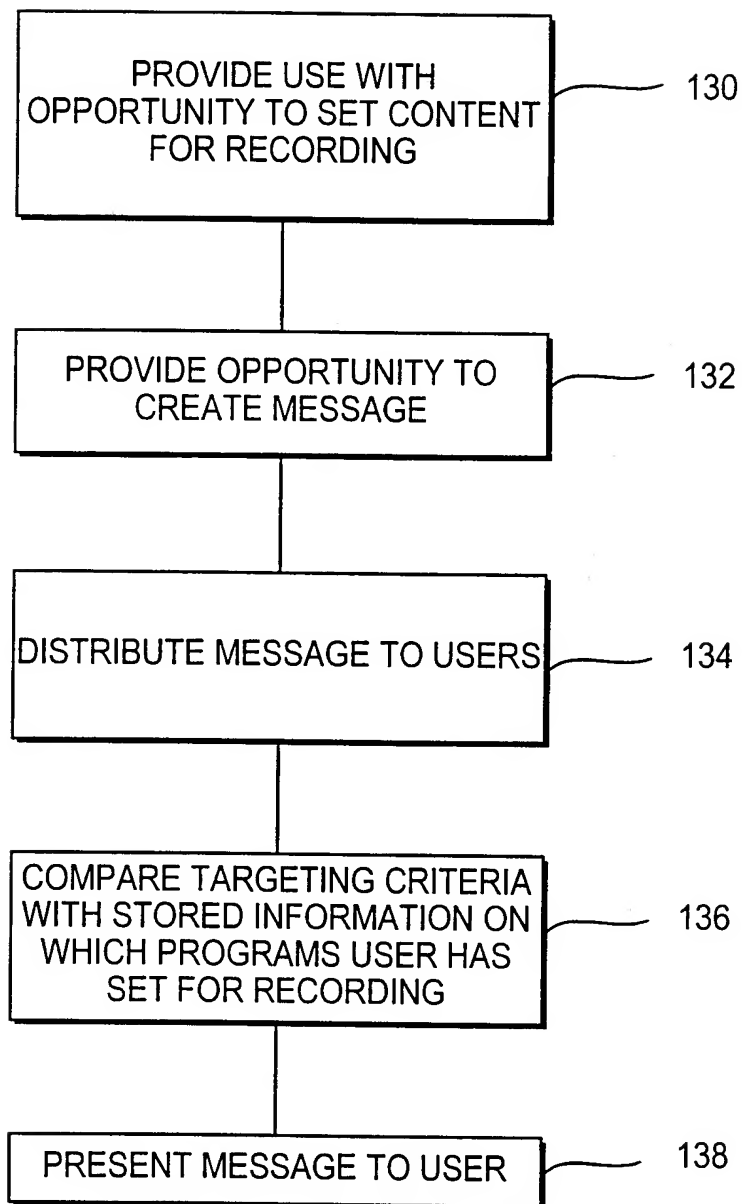 PROVIDE USE WITH
OPPORTUNITY TO SET CONTENT
FOR RECORDING
130
PROVIDE OPPORTUNITY TO
CREATE MESSAGE
132
DISTRIBUTE MESSAGE TO USERS
134
COMPARE TARGETING CRITERIA
WITH STORED INFORMATION ON
WHICH PROGRAMS USER HAS
SET FOR RECORDING
136
PRESENT MESSAGE TO USER
138